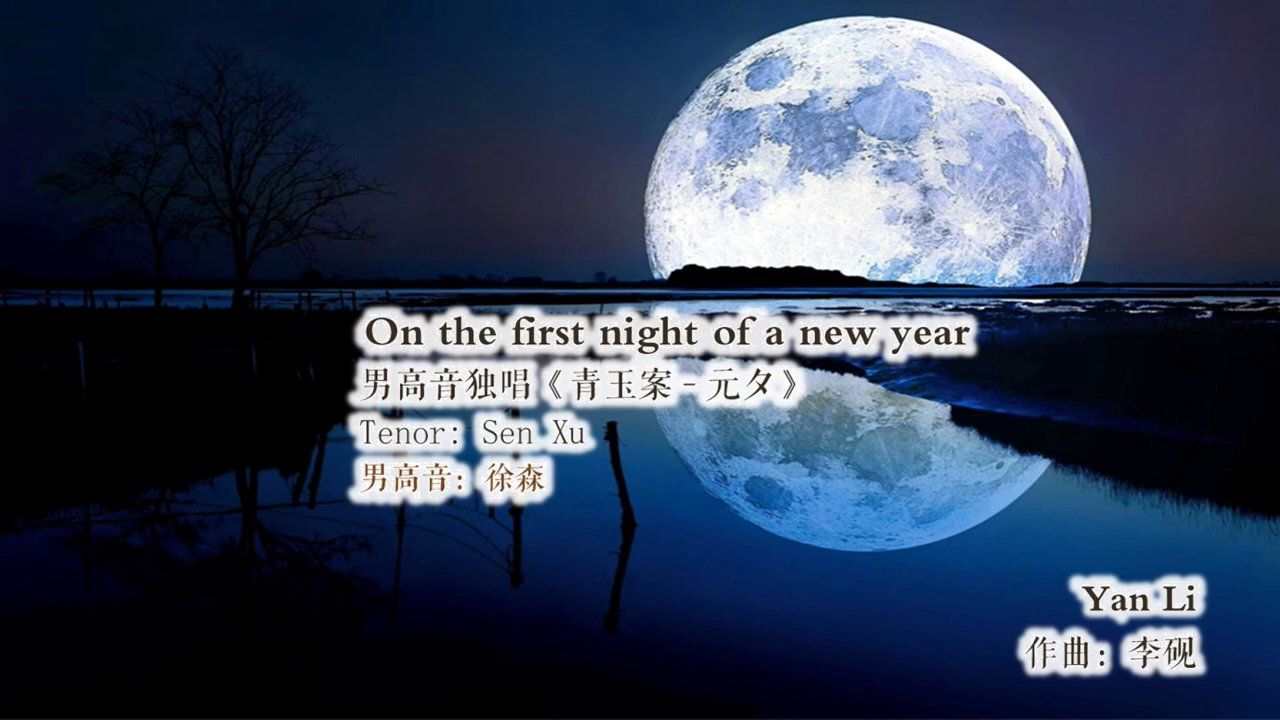 On the first night of a new year
男高音独唱《青玉案－元夕》
Tenor: Sen Xu
男高音: 徐森
Yan Li
作曲: 李砚